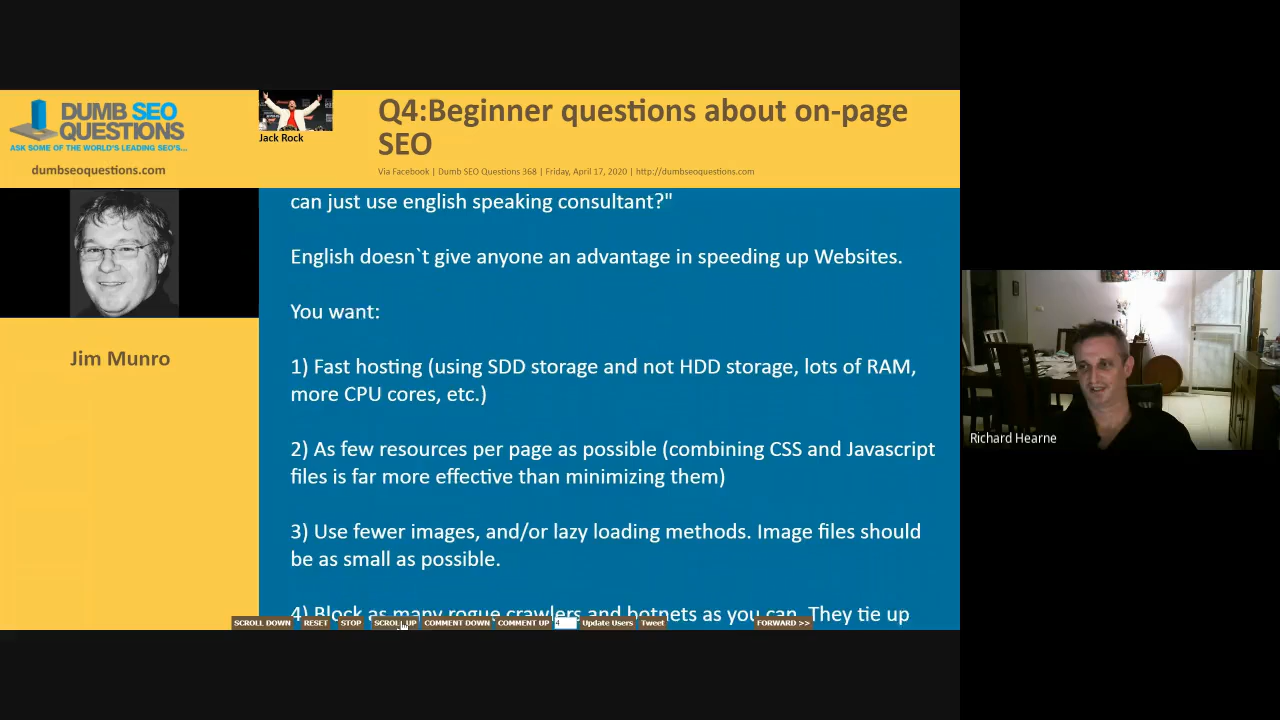 DUMB SEO
QUESTIONS
ASK SOME OF THE WORLD'S LEADING SEO'S...
dumbseoquestions.com
Jack Rock
Q4:Beginner questions about on-page
SEO
Via Facebook | Dumb SEO Questions 368 | Friday, April 17, 2020 | http://dumbseoquestions.com
Jim Munro
can just use english speaking consultant?"
English doesn`t give anyone an advantage in speeding up Websites.
You want:
1) Fast hosting (using SDD storage and not HDD storage, lots of RAM,
more CPU cores, etc.)
2) As few resources per page as possible (combining CSS and Javascript
files is far more effective than minimizing them)
3) Use fewer images, and/or lazy loading methods. Image files should
be as small as possible.
4) Block as many rogue crawlers and botnets as you can. They tie up
SCROLL DOWN RESET STOP SCROLL UP COMMENT DOWN COMMENT UP 4 Update Users Tweet FORWARD >>
Richard Hearne